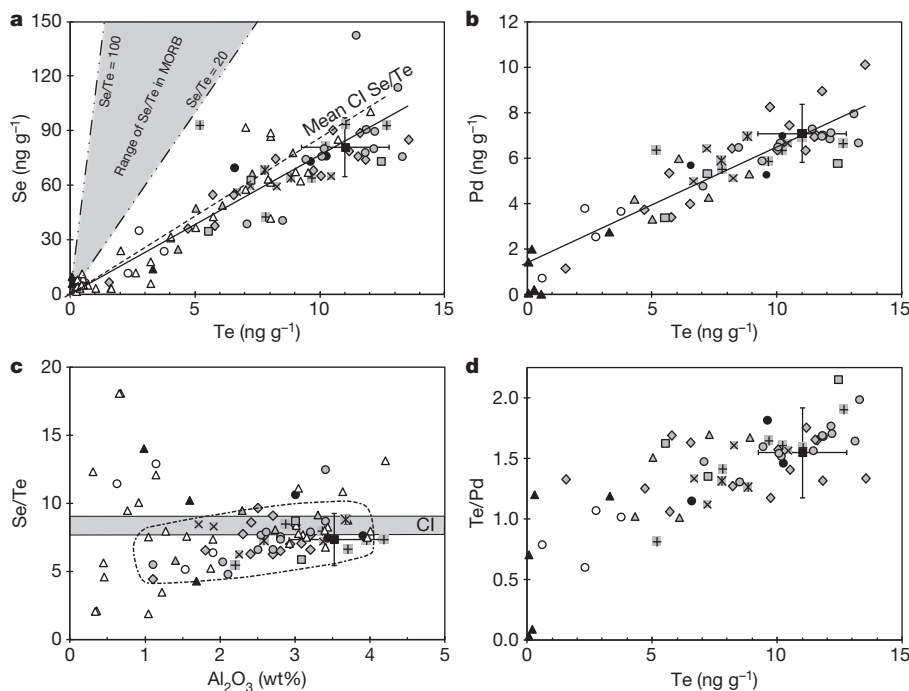 a
150
120
90
60
30
0
Se (ng g⁻¹)
Se/Te = 100
Range of Se/Te in MORB
Se/Te = 20
Mean CI Se/Te
0 5 10 15
Te (ng g⁻¹)
b
12
10
8
6
4
2
0
Pd (ng g⁻¹)
0 5 10 15
Te (ng g⁻¹)
c
20
15
10
5
0
Se/Te
CI
0 1 2 3 4 5
Al₂O₃ (wt%)
d
2.0
1.5
1.0
0.5
0.0
Te/Pd
0 5 10 15
Te (ng g⁻¹)